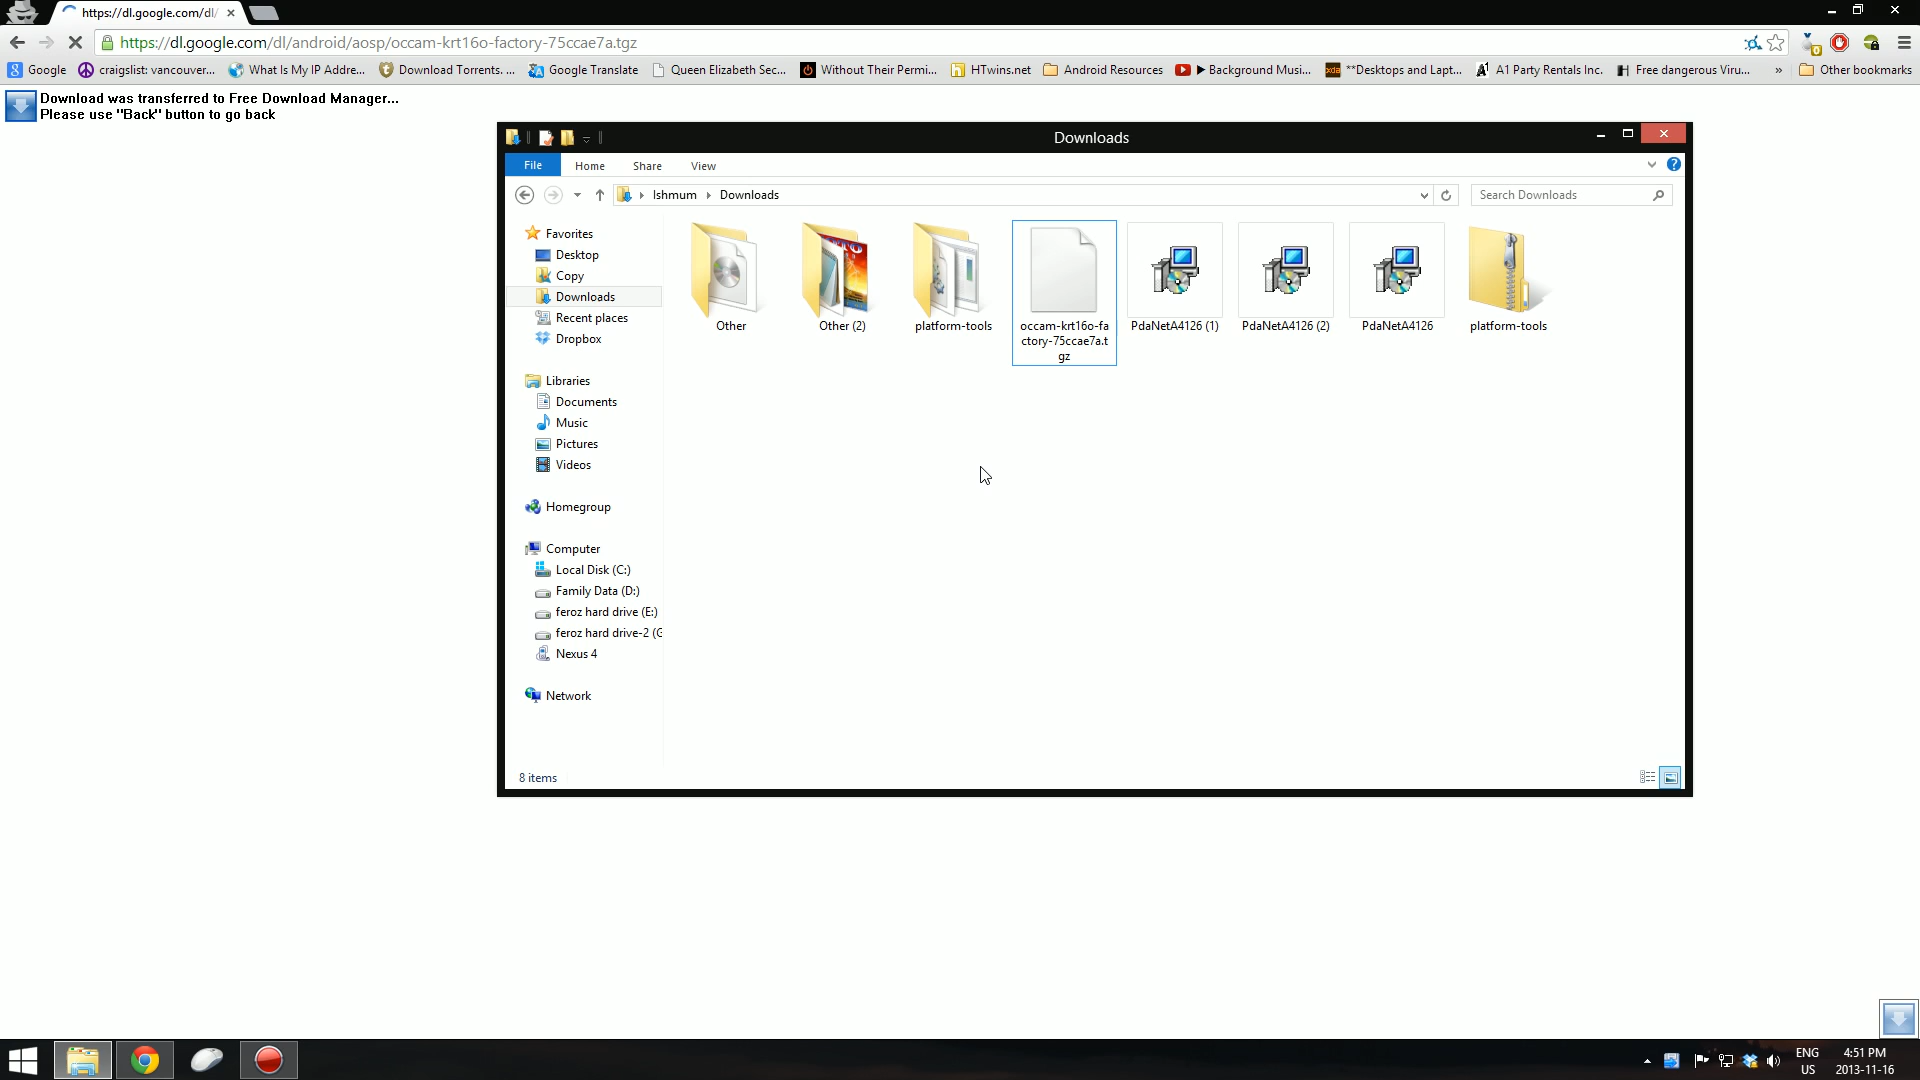 https://dl.google.com/dl/
https://dl.google.com/dl/android/aosp/occam-krt16o-factory-75ccae7a.tgz
Google craigslist: vancouver... What Is My IP Addre... Download Torrents. ... Google Translate Queen Elizabeth Sec... Without Their Permi... HTwins.net Android Resources ▶ Background Musi... **Desktops and Lapt... A1 Party Rentals Inc. Free dangerous Viru... » Other bookmarks
Download was transferred to Free Download Manager...
Please use "Back" button to go back
Downloads
File Home Share View
Ishmum Downloads
Search Downloads
Favorites
Desktop
Copy
Downloads
Recent places
Dropbox
Libraries
Documents
Music
Pictures
Videos
Homegroup
Computer
Local Disk (C:)
Family Data (D:)
feroz hard drive (E:)
feroz hard drive-2 (G
Nexus 4
Network
Other
Other (2)
platform-tools
occam-krt16o-fa
ctory-75ccae7a.t
gz
PdaNetA4126 (1)
PdaNetA4126 (2)
PdaNetA4126
platform-tools
8 items
ENG
US
4:51 PM
2013-11-16